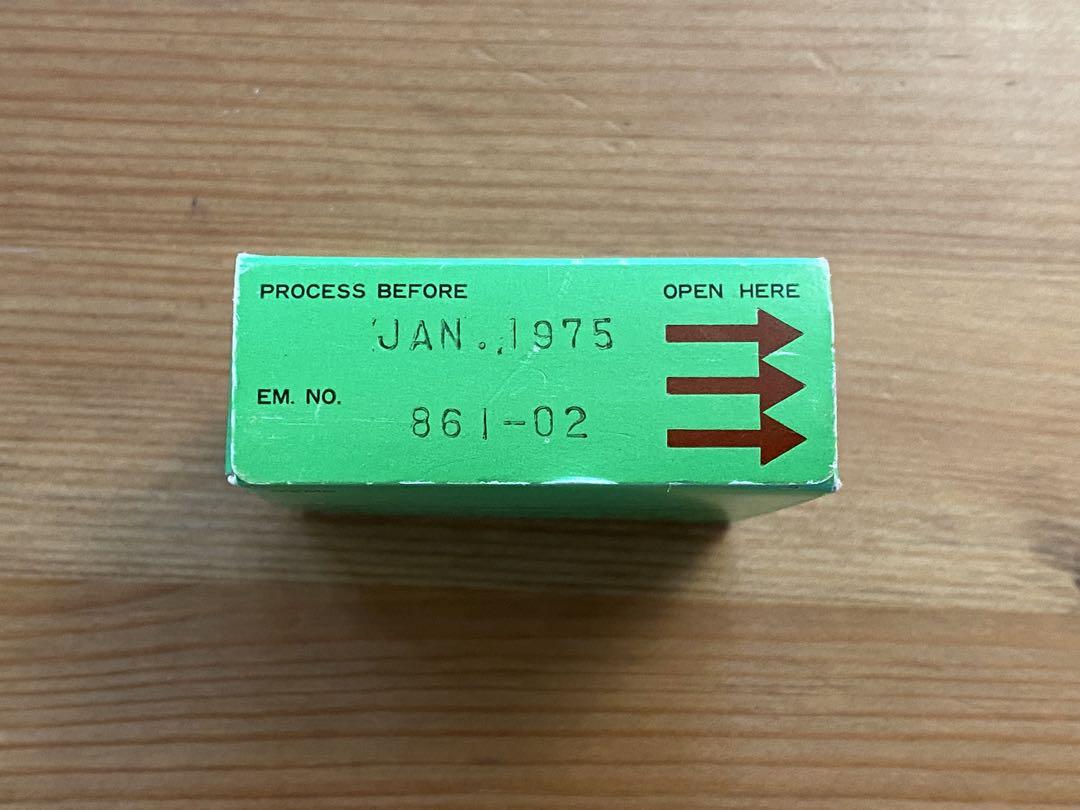 PROCESS BEFORE
OPEN HERE
JAN. 1975
EM. NO.
861-02